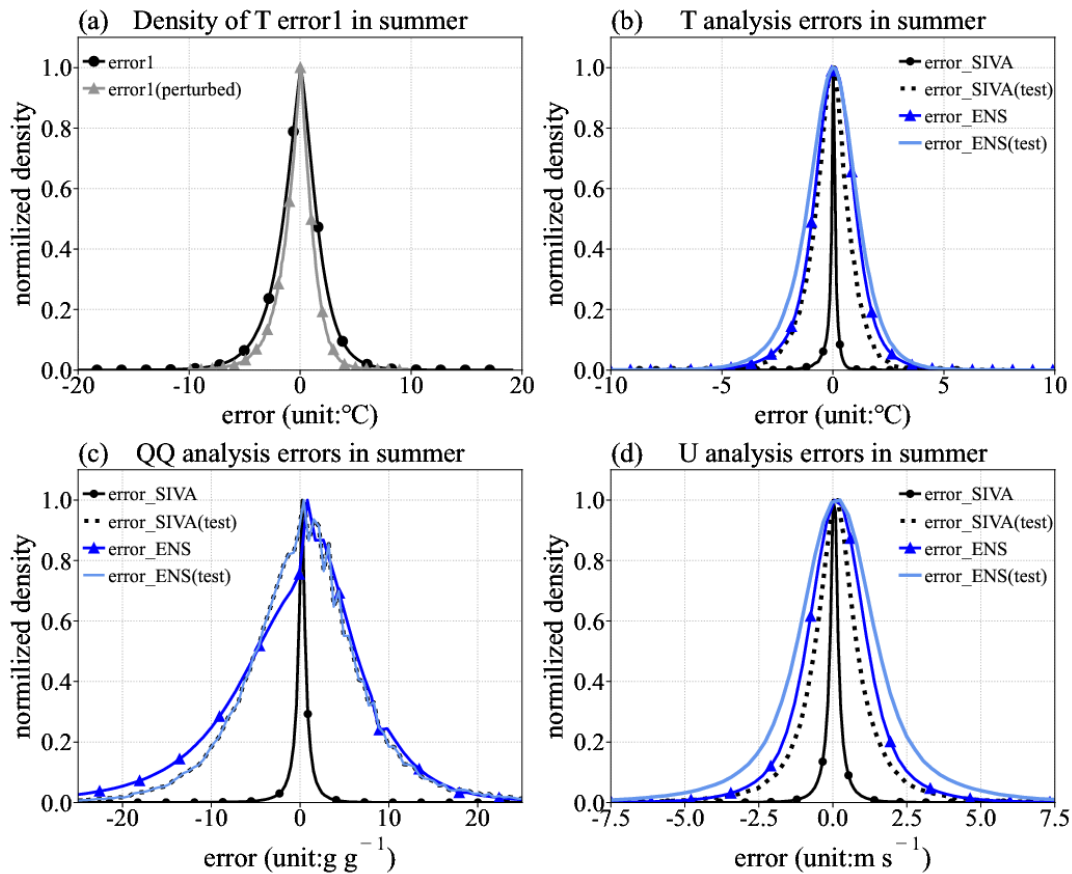 (a) Density of T error1 in summer
normilized density
1.0
0.8
0.6
0.4
0.2
0.0
error1
error1(perturbed)
-20 -10 0 10 20
error (unit:°C)
(b) T analysis errors in summer
normilized density
1.0
0.8
0.6
0.4
0.2
0.0
error_SIVA
error_SIVA(test)
error_ENS
error_ENS(test)
-10 -5 0 5 10
error (unit:°C)
(c) QQ analysis errors in summer
normilized density
1.0
0.8
0.6
0.4
0.2
0.0
error_SIVA
error_SIVA(test)
error_ENS
error_ENS(test)
-20 -10 0 10 20
error (unit:g g⁻¹)
(d) U analysis errors in summer
normilized density
1.0
0.8
0.6
0.4
0.2
0.0
error_SIVA
error_SIVA(test)
error_ENS
error_ENS(test)
-7.5 -5.0 -2.5 0.0 2.5 5.0 7.5
error (unit:m s⁻¹)